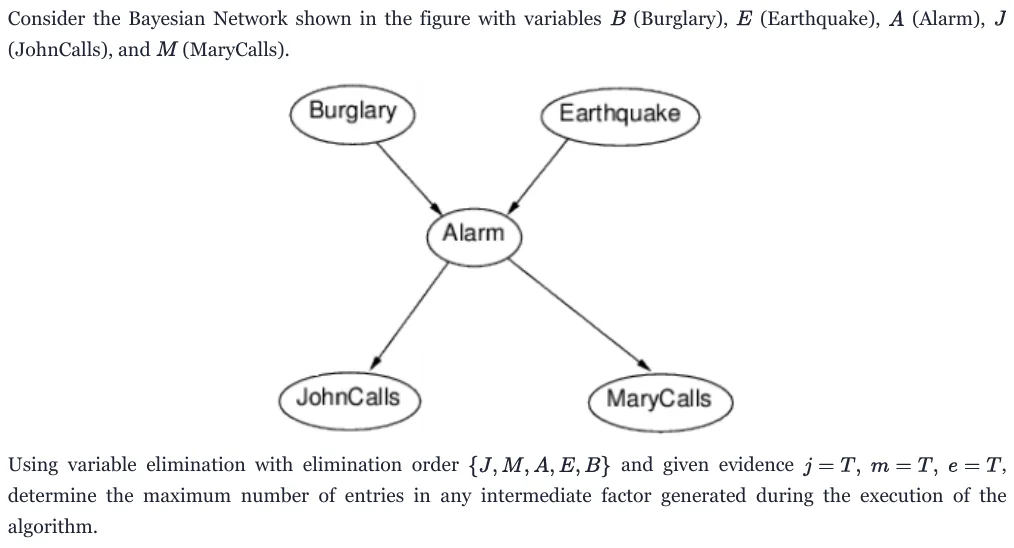 Consider the Bayesian Network shown in the figure with variables B (Burglary), E (Earthquake), A (Alarm), J
(JohnCalls), and M (MaryCalls).
Burglary
Earthquake
Alarm
JohnCalls
MaryCalls
Using variable elimination with elimination order {J, M, A, E, B} and given evidence j = T, m = T, e = T,
determine the maximum number of entries in any intermediate factor generated during the execution of the
algorithm.